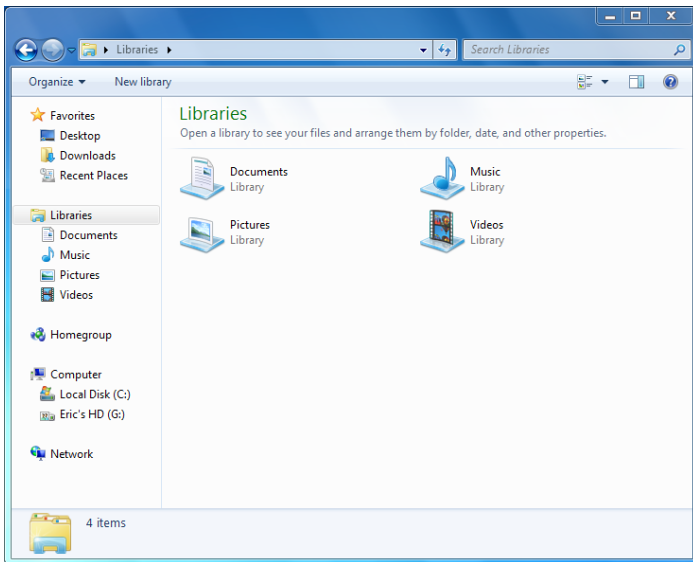 Libraries
Search Libraries
Organize
New library
Favorites
Desktop
Downloads
Recent Places
Libraries
Documents
Music
Pictures
Videos
Homegroup
Computer
Local Disk (C:)
Eric's HD (G:)
Network
Libraries
Open a library to see your files and arrange them by folder, date, and other properties.
Documents
Library
Music
Library
Pictures
Library
Videos
Library
4 items